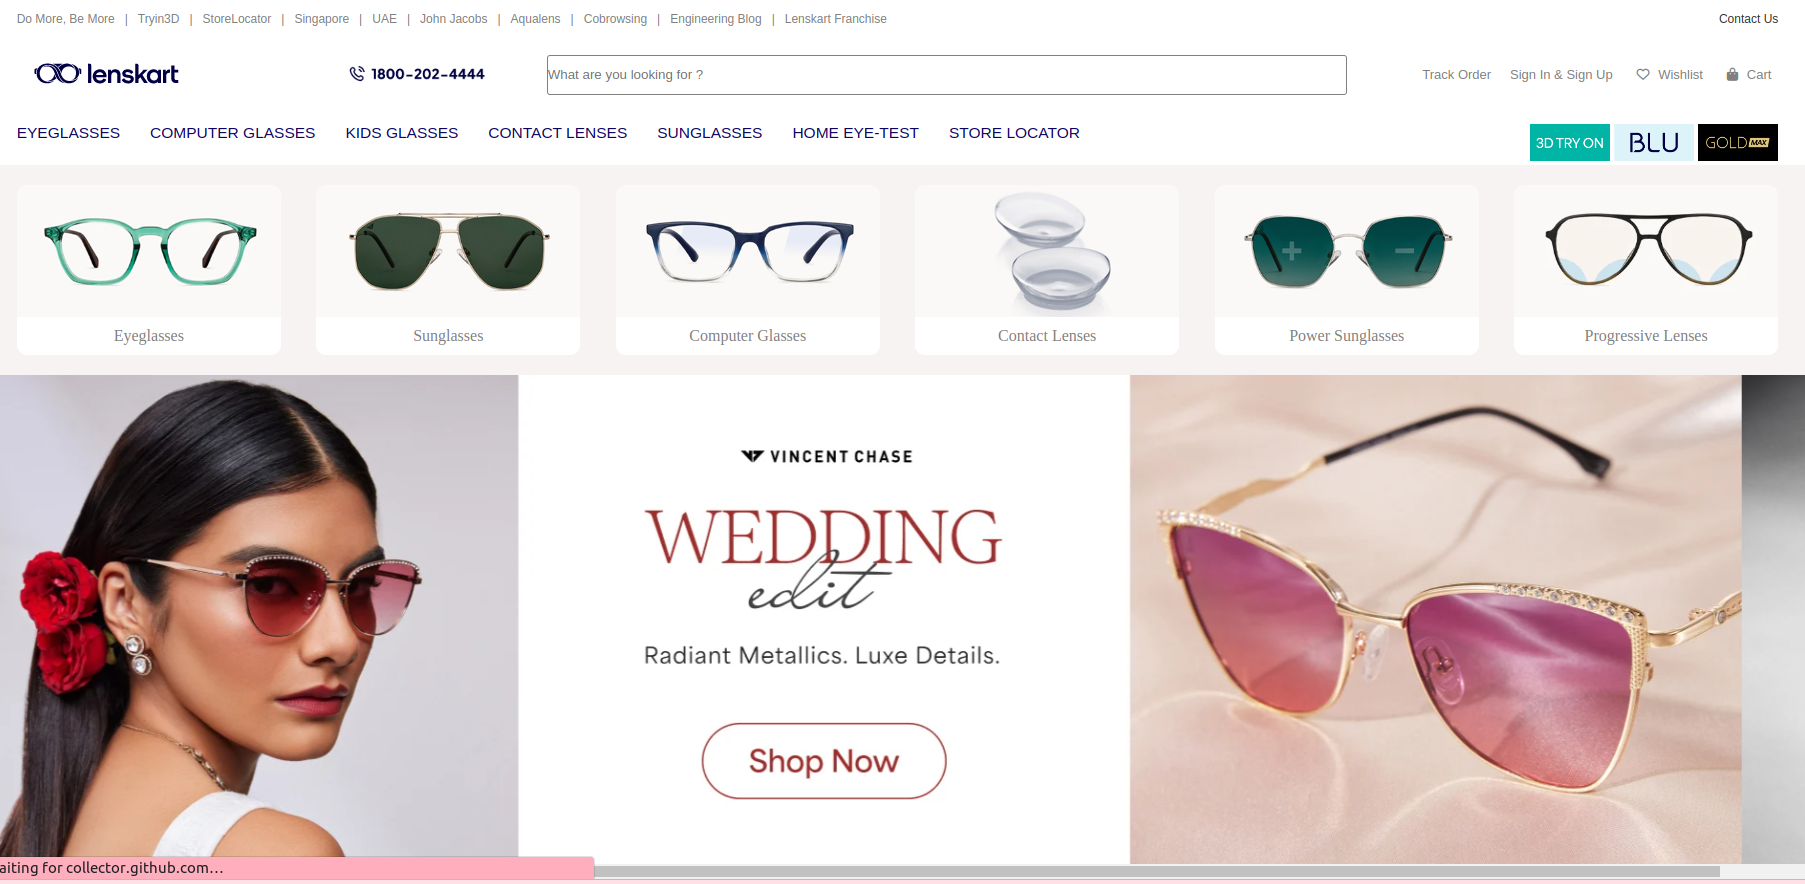 Do More, Be More | Tryin3D | StoreLocator | Singapore | UAE | John Jacobs | Aqualens | Cobrowsing | Engineering Blog | Lenskart Franchise Contact Us
lenskart 1800-202-4444 What are you looking for ? Track Order Sign In & Sign Up Wishlist Cart
EYEGLASSES COMPUTER GLASSES KIDS GLASSES CONTACT LENSES SUNGLASSES HOME EYE-TEST STORE LOCATOR
3D TRY ON BLU GOLD MAX
Eyeglasses Sunglasses Computer Glasses Contact Lenses Power Sunglasses Progressive Lenses
VINCENT CHASE
WEDDING
edit
Radiant Metallics. Luxe Details.
Shop Now
aiting for collector.github.com...